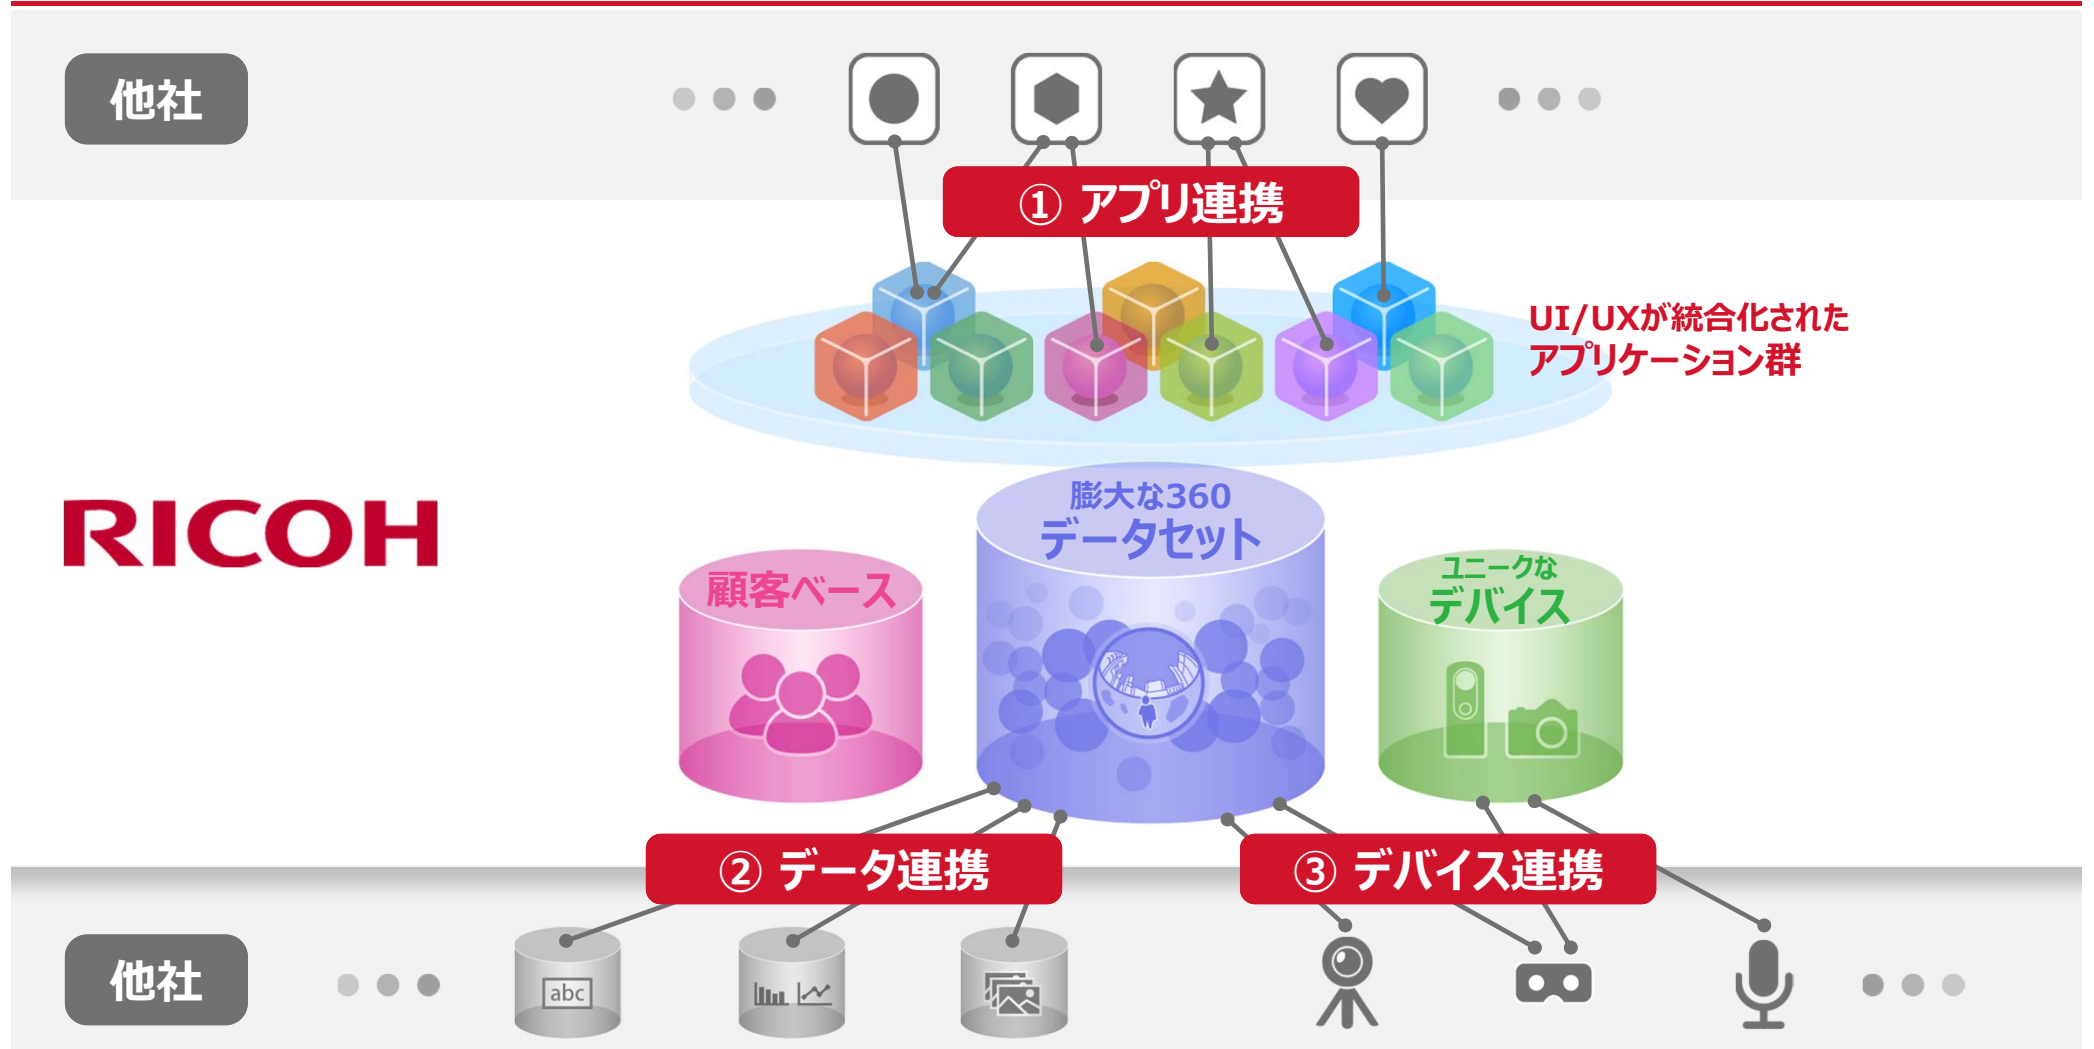 他社
① アプリ連携
UI/UXが統合化された
アプリケーション群
RICOH
膨大な360
データセット
顧客ベース
ユニークな
デバイス
② データ連携
③ デバイス連携
他社
abc